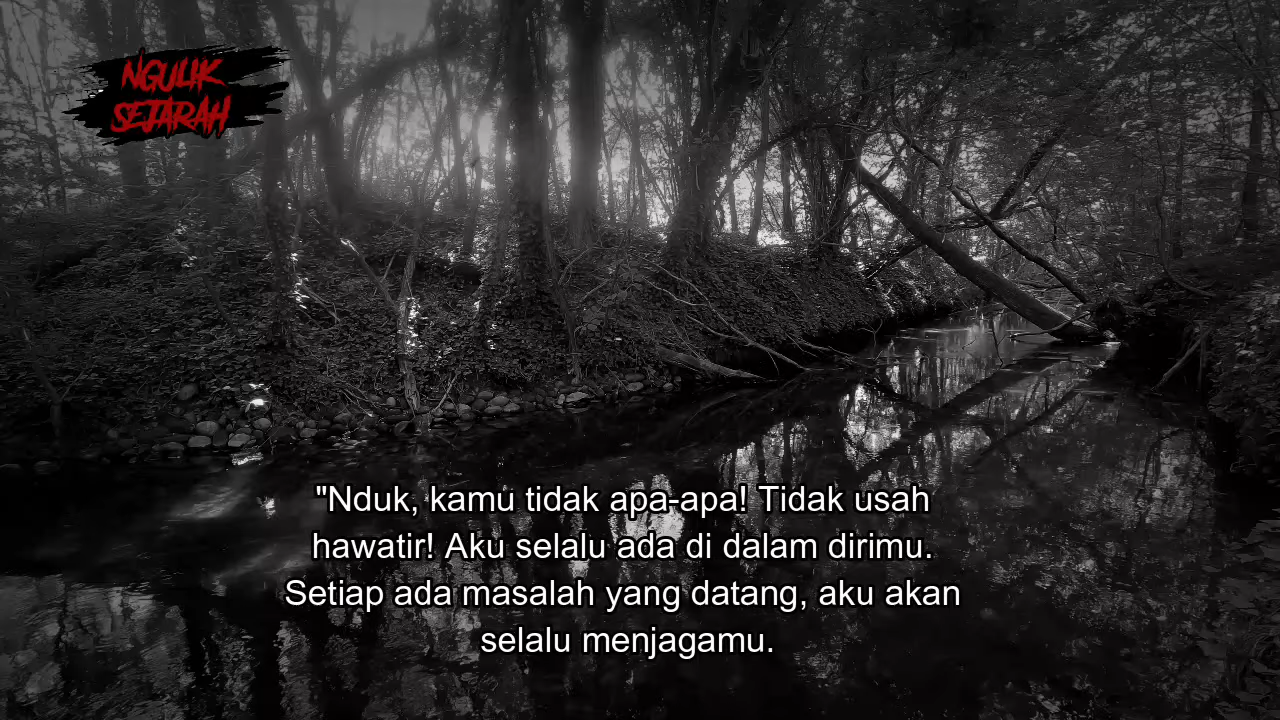 NGULIK
SEJARAH
"Nduk, kamu tidak apa-apa! Tidak usah
hawatir! Aku selalu ada di dalam dirimu.
Setiap ada masalah yang datang, aku akan
selalu menjagamu.